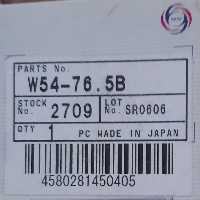 PARTS No.
W54-76.5B
STOCK No. 2709 LOT No. SR0606
QTY 1 PC MADE IN JAPAN
4580281450405